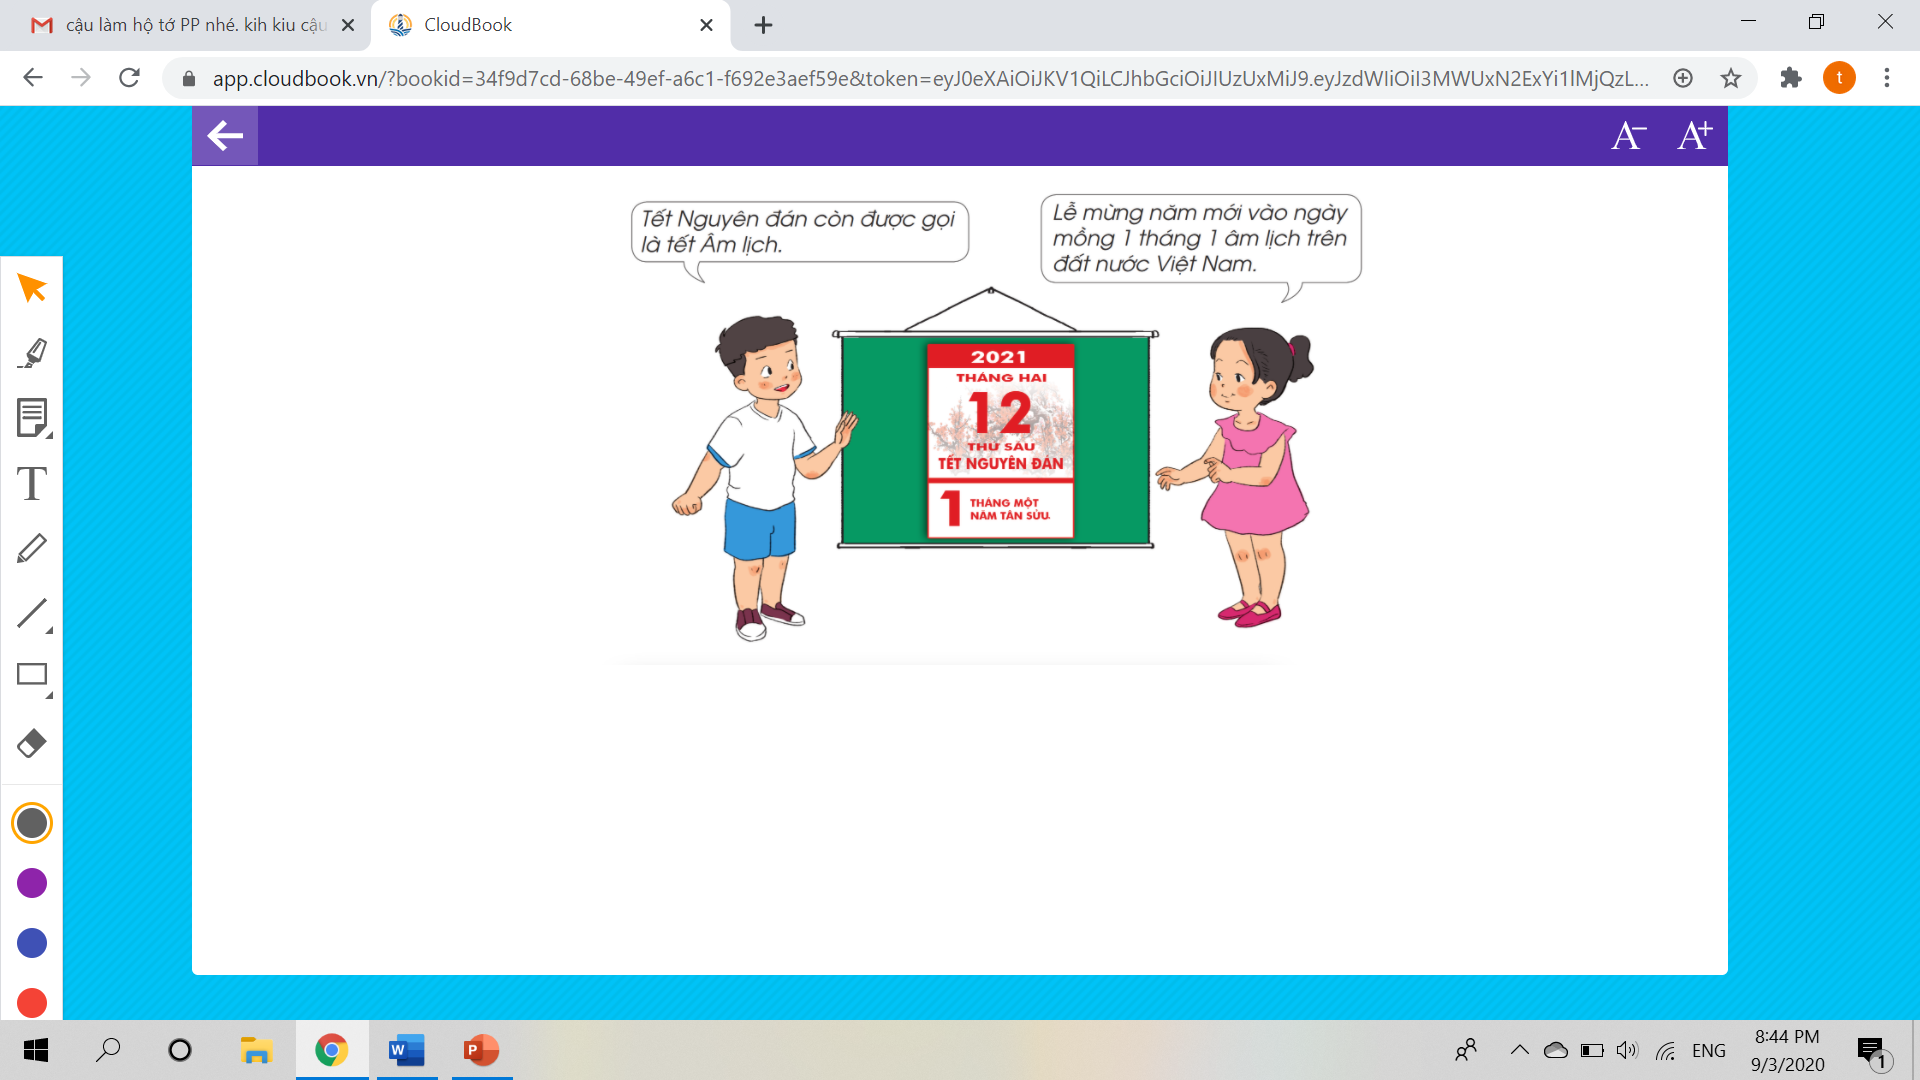 cậu làm hộ tớ PP nhé. kih kiu cậu
CloudBook
app.cloudbook.vn/?bookid=34f9d7cd-68be-49ef-a6c1-f692e3aef59e&token=eyJ0eXAiOiJKV1QiLCJhbGciOiJIUzUxMiJ9.eyJzdWIiOiI3MWUxN2ExYi1lMjQzL...
t
A− A+
Tết Nguyên đán còn được gọi
là tết Âm lịch.
Lễ mừng năm mới vào ngày
mồng 1 tháng 1 âm lịch trên
đất nước Việt Nam.
2021
THÁNG HAI
12
THỨ SÁU
TẾT NGUYÊN ĐÁN
1 THÁNG MỘT
NĂM TÂN SỬU
T
W
P
ENG
8:44 PM
9/3/2020
1